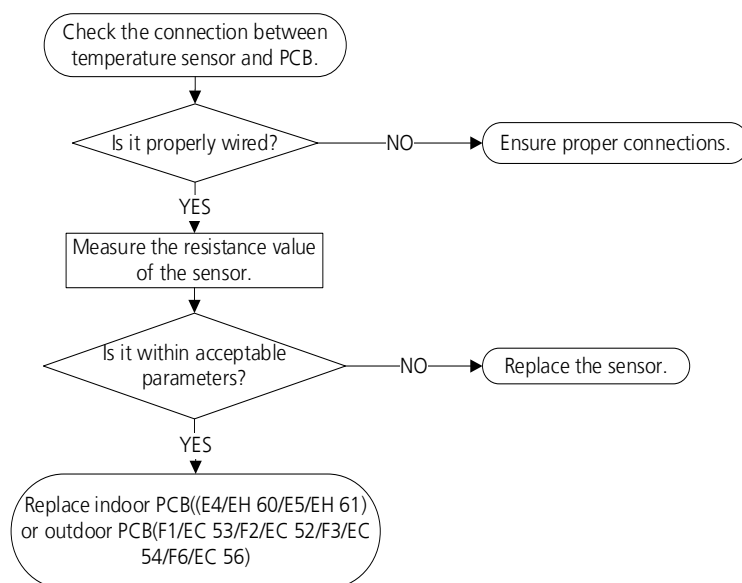 Check the connection between
temperature sensor and PCB.
Is it properly wired?
NO
Ensure proper connections.
YES
Measure the resistance value
of the sensor.
Is it within acceptable
parameters?
NO
Replace the sensor.
YES
Replace indoor PCB((E4/EH 60/E5/EH 61)
or outdoor PCB(F1/EC 53/F2/EC 52/F3/EC
54/F6/EC 56)